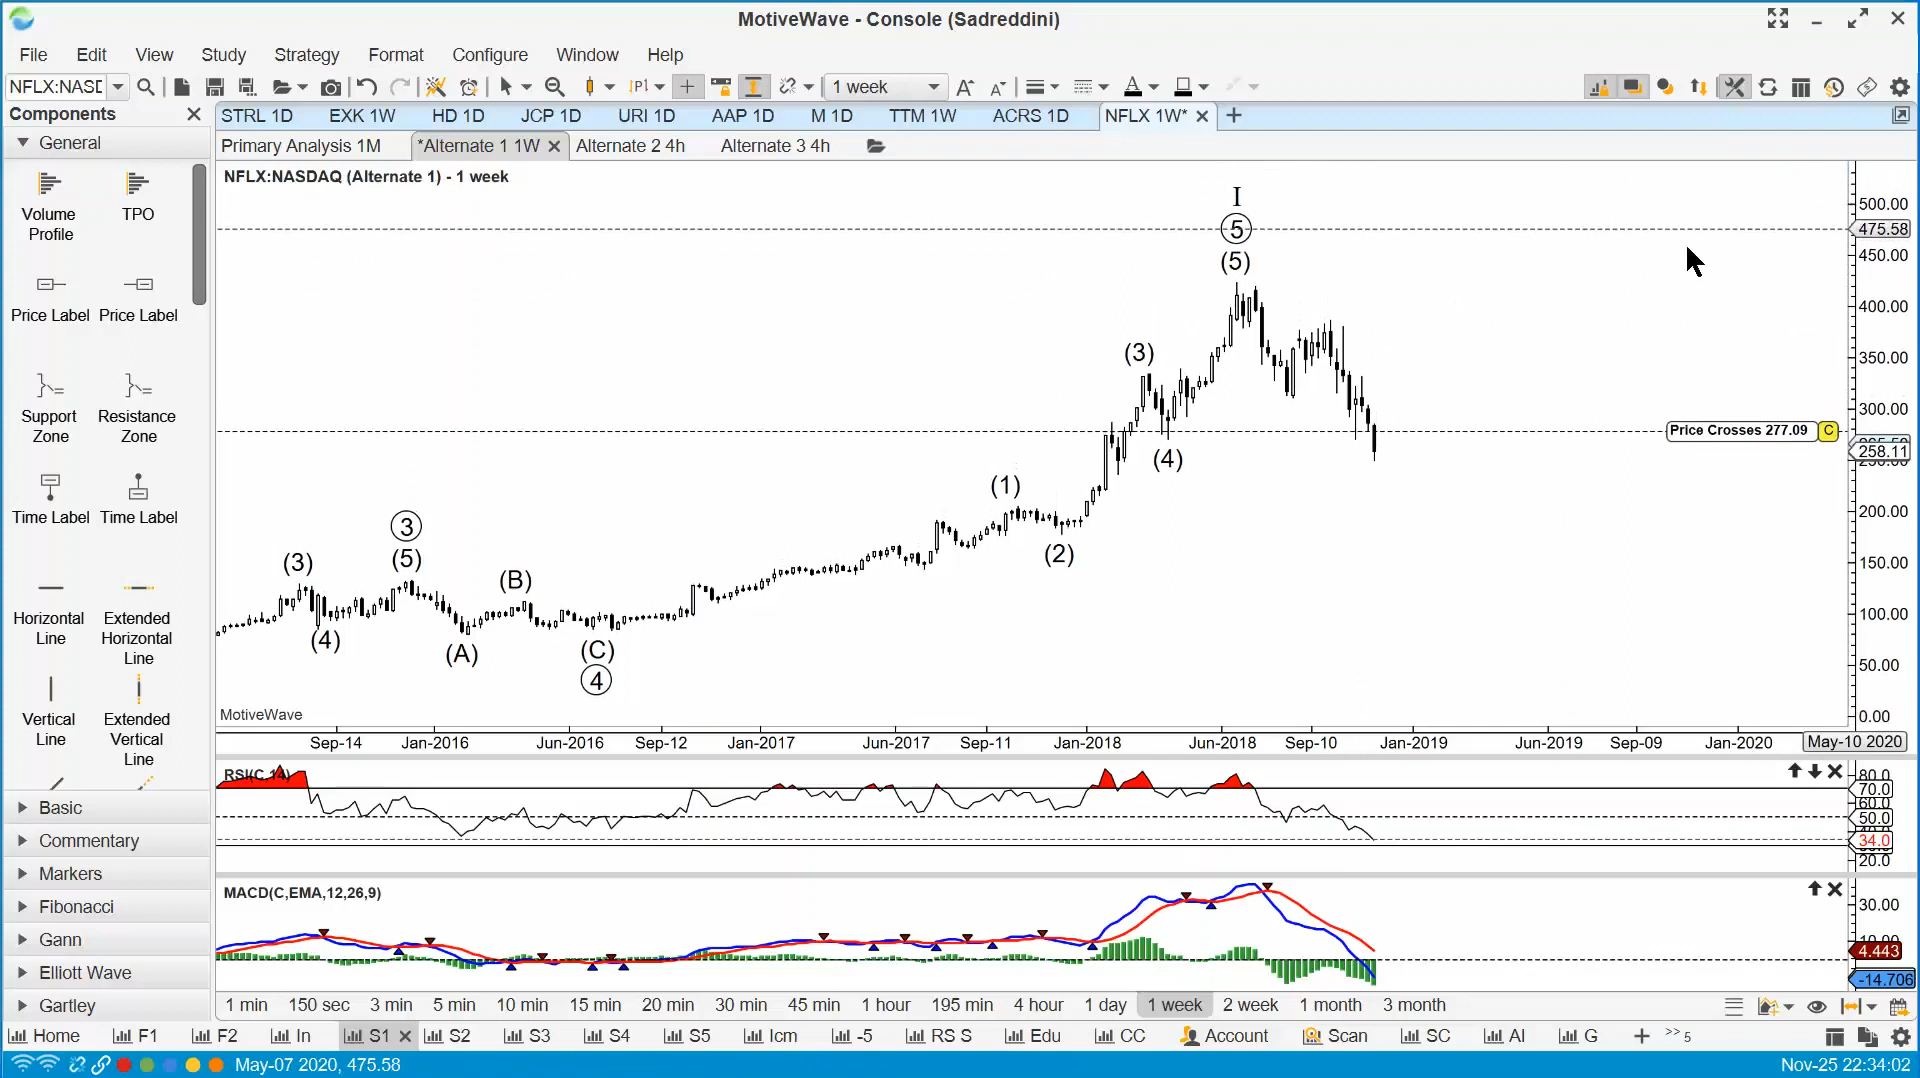 MotiveWave - Console (Sadreddini)
File Edit View Study Strategy Format Configure Window Help
NFLX:NASD 1 week
Components
STRL 1D EXK 1W HD 1D JCP 1D URI 1D AAP 1D M 1D TTM 1W ACRS 1D NFLX 1W*
General
Primary Analysis 1M *Alternate 1 1W Alternate 2 4h Alternate 3 4h
NFLX:NASDAQ (Alternate 1) - 1 week
Volume Profile
TPO
Price Label Price Label
Support Zone
Resistance Zone
Time Label Time Label
Horizontal Line
Extended Horizontal Line
Vertical Line
Extended Vertical Line
Basic
Commentary
Markers
Fibonacci
Gann
Elliott Wave
Gartley
I
5
(5)
(3)
(4)
(1)
(2)
3
(3) (5)
(B)
(4)
(A) (C)
4
500.00
475.58
450.00
400.00
350.00
300.00
Price Crosses 277.09 C
258.11
200.00
150.00
100.00
50.00
0.00
MotiveWave
Sep-14 Jan-2016 Jun-2016 Sep-12 Jan-2017 Jun-2017 Sep-11 Jan-2018 Jun-2018 Sep-10 Jan-2019 Jun-2019 Sep-09 Jan-2020 May-10 2020
RSI(C,14)
80.0
70.0
60.0
50.0
34.0
20.0
MACD(C,EMA,12,26,9)
30.00
4.443
-14.706
1 min 150 sec 3 min 5 min 10 min 15 min 20 min 30 min 45 min 1 hour 195 min 4 hour 1 day 1 week 2 week 1 month 3 month
Home F1 F2 In S1 S2 S3 S4 S5 Icm -5 RS S Edu CC Account Scan SC AI G 5
May-07 2020, 475.58
Nov-25 22:34:02